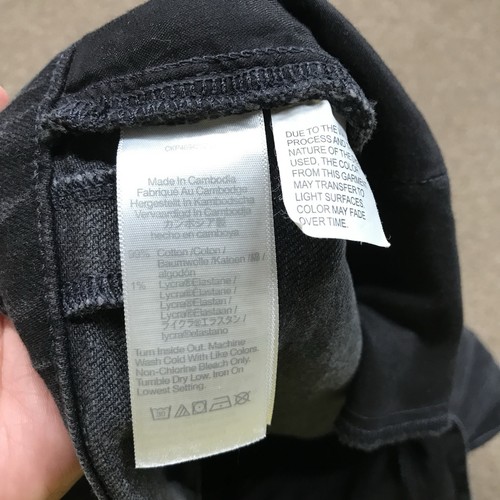 Made In Cambodia
Fabriqué Au Cambodge
Hergestellt In Kambodscha
Verwardigd In Cambodja
カンボジア製
hecho en camboya
99% Cotton /Coton /
Baumwolle /Katoen /綿 /
algodón
1% Lycra®Elastane /
Lycra®Elastane /
Lycra®Elastan /
Lycra®Elastaan /
ライクラ®エラスタン /
lycra®elastano
Turn Inside Out. Machine
Wash Cold With Like Colors.
Non-Chlorine Bleach Only.
Tumble Dry Low. Iron On
Lowest Setting.
DUE TO THE
PROCESS AND
NATURE OF THE
USED, THE COLOR
FROM THIS GARMENT
MAY TRANSFER TO
LIGHT SURFACES.
COLOR MAY FADE
OVER TIME.